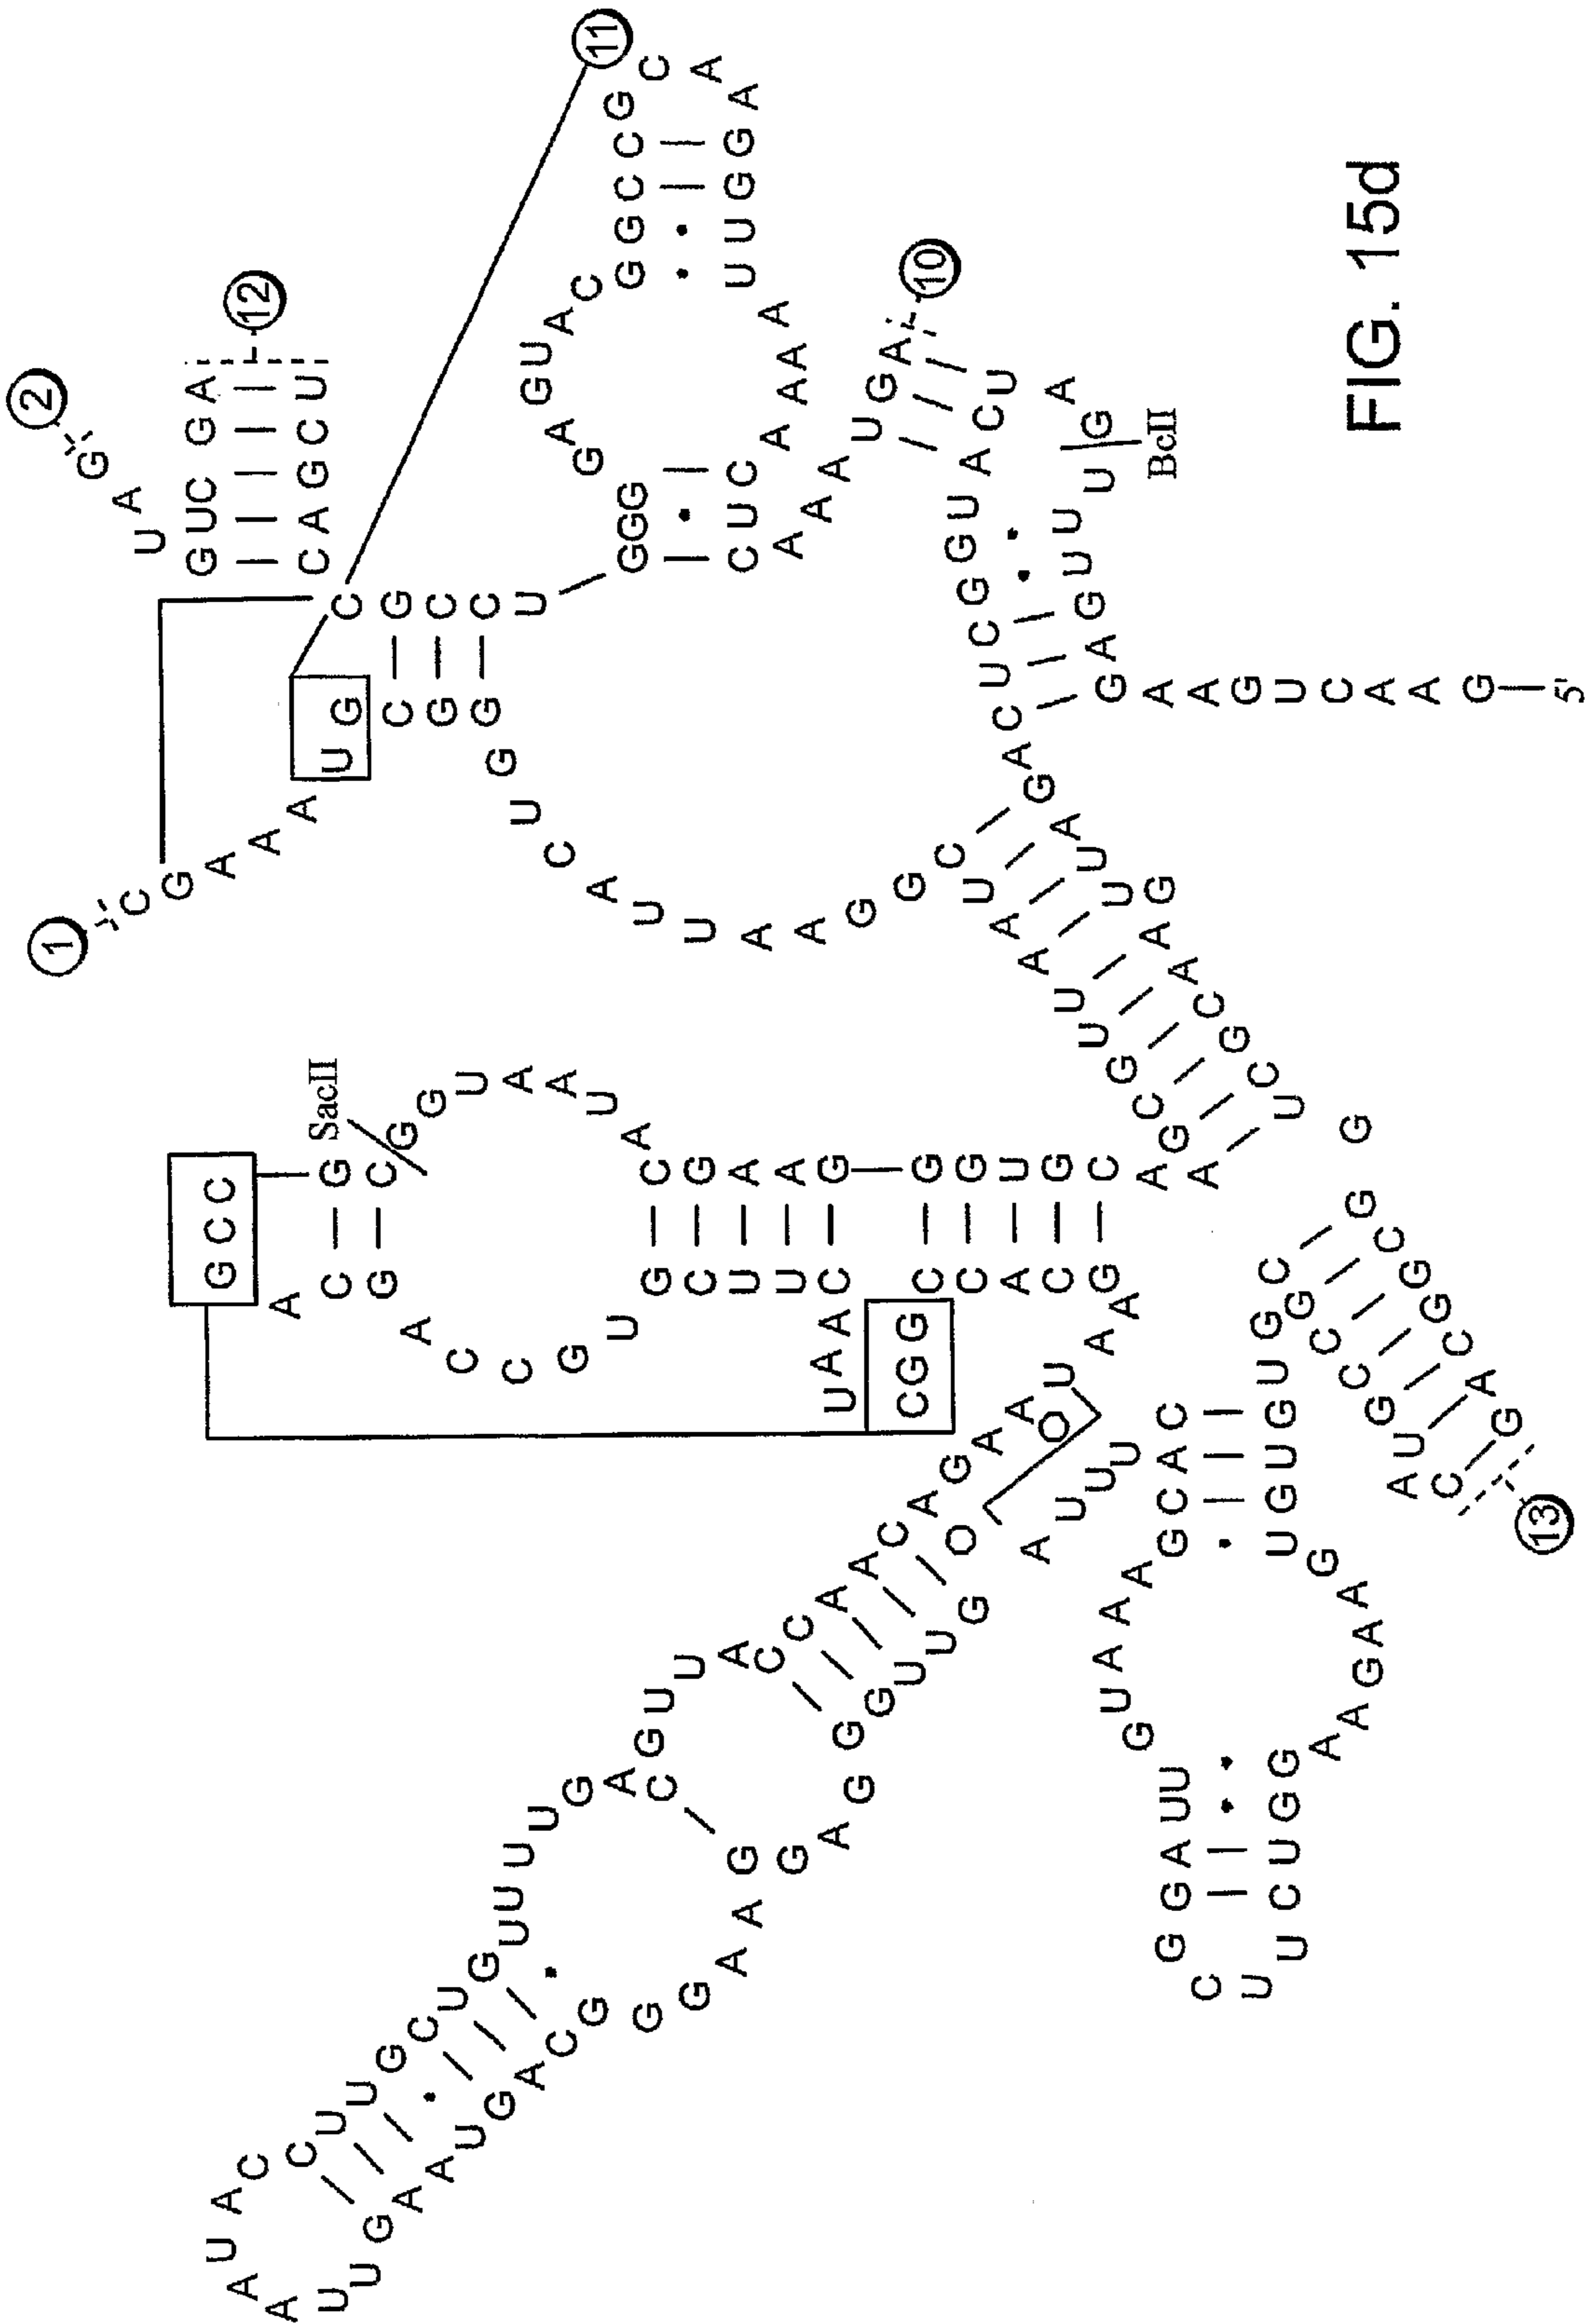 FIG. 15d
5'
G A A C U G A A G
A G U U U G A
BclI
U C A U G G C U C A G
A U U G A A C G C U G
G C G G C A G
13
C A U G C C G C
G U G U G U
G A A G A A
G G U C U U C G G A U U
G U A A A
G C A C
U U U A
O
G U U G G G A G G
A A G G G C A G U A A G
U U A A U A C
C U U G C U G U U U U G
A C G U U A
C C A A C A G A A
O
U A A
G C A C C
G G C
U A A
C U U C G
U G C C A G C A
G C C
G C
SacII
G G U A A U A
C G A A G
G G U G C
A A G C G U U A A U C
G G A A U U A C U G
G G C
G U
A A A G C
1
2
G A U
G U C G A
12
U C G A C
C G C C U
11
G G G
G A G U A C
G G C C G
C A A
G G U U
A A A A
C U C
A A A
U G A
10